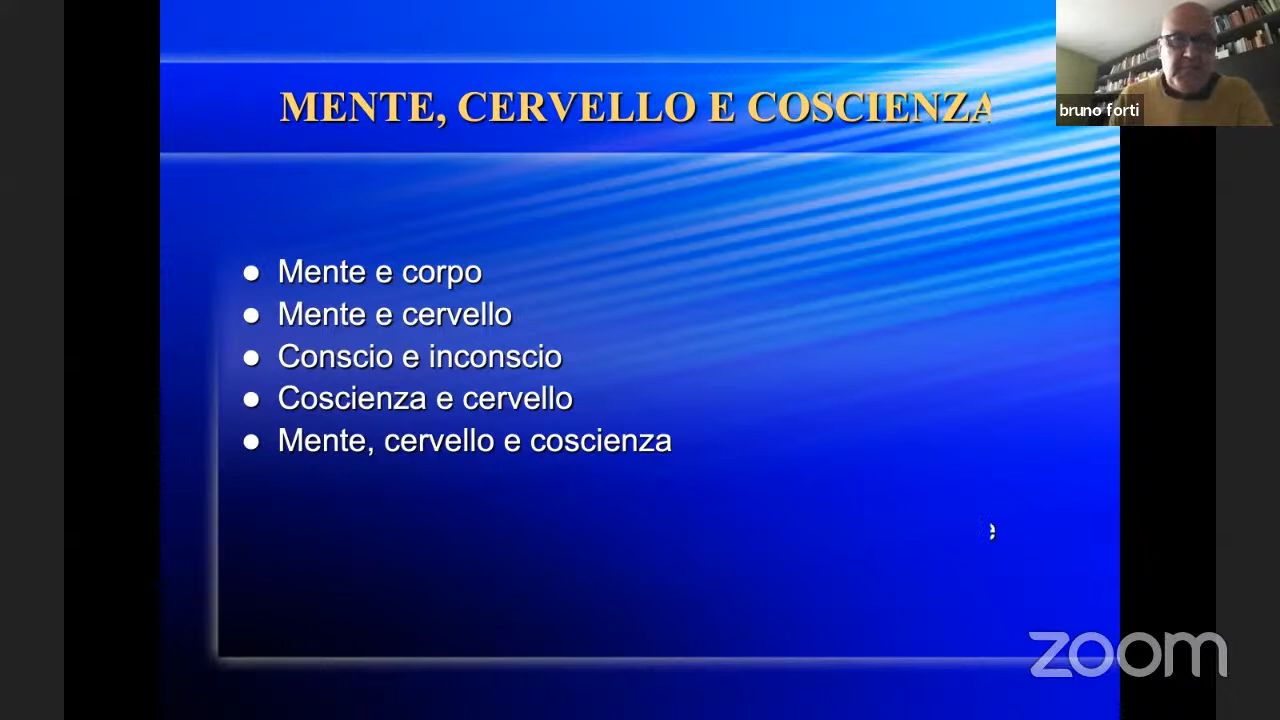 MENTE, CERVELLO E COSCIENZA
bruno forti
● Mente e corpo
● Mente e cervello
● Conscio e inconscio
● Coscienza e cervello
● Mente, cervello e coscienza
e
zoom